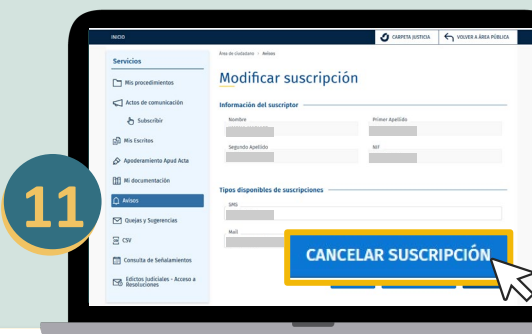 INICIO
CARPETA JUSTICIA
VOLVER A ÁREA PÚBLICA
Servicios
Mis procedimientos
Actos de comunicación
Subscribir
Mis Escritos
Apoderamiento Apud Acta
Mi documentación
Avisos
Quejas y Sugerencias
CSV
Consulta de Señalamientos
Edictos Judiciales - Acceso a
Resoluciones
Área de ciudadano - Avisos
Modificar suscripción
Información del suscriptor
Nombre
Primer Apellido
Segundo Apellido
NIF
Tipos disponibles de suscripciones
SMS
Mail
CANCELAR SUSCRIPCIÓN
11